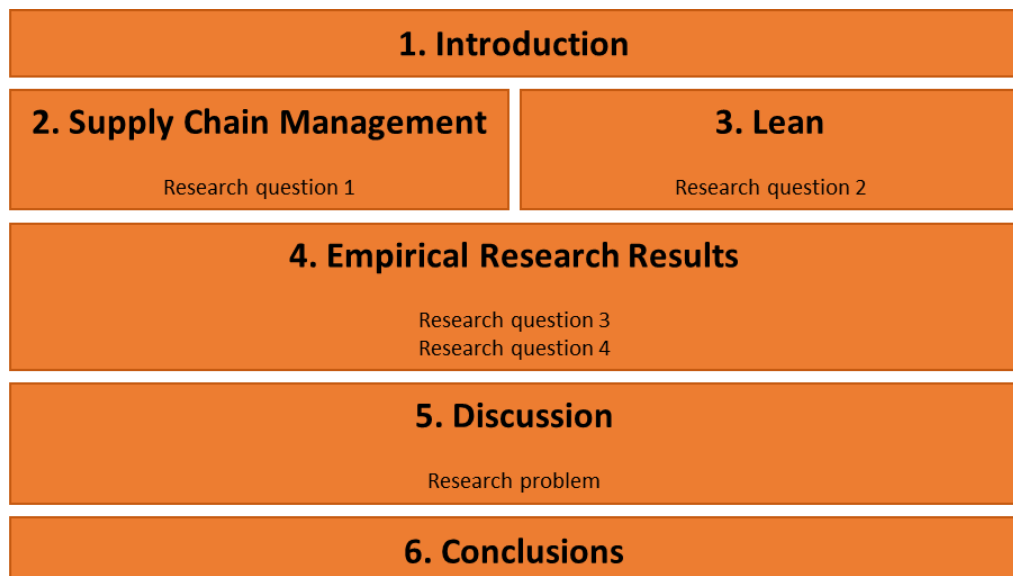 1. Introduction
2. Supply Chain Management
Research question 1
3. Lean
Research question 2
4. Empirical Research Results
Research question 3
Research question 4
5. Discussion
Research problem
6. Conclusions